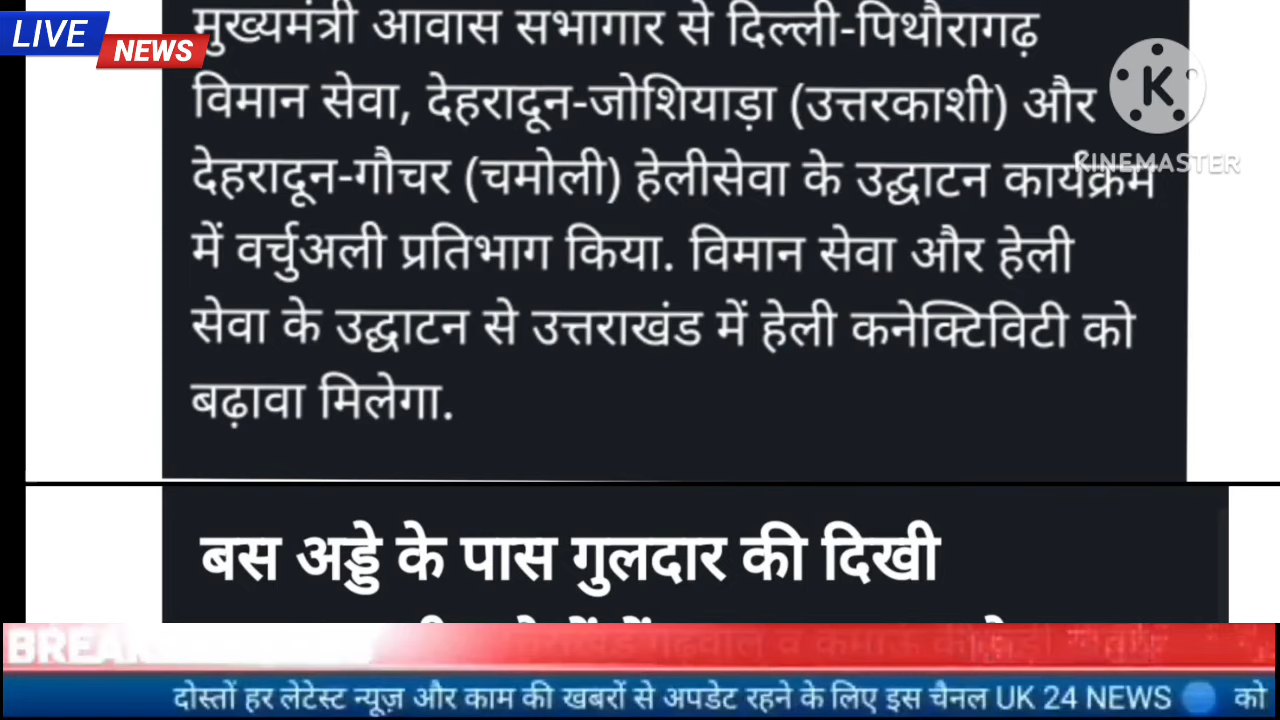 LIVE
NEWS
मुख्यमंत्री आवास सभागार से दिल्ली-पिथौरागढ़
विमान सेवा, देहरादून-जोशियाड़ा (उत्तरकाशी) और
देहरादून-गौचर (चमोली) हेलीसेवा के उद्घाटन कार्यक्रम
में वर्चुअली प्रतिभाग किया. विमान सेवा और हेली
सेवा के उद्घाटन से उत्तराखंड में हेली कनेक्टिविटी को
बढ़ावा मिलेगा.
K
KINEMASTER
बस अड्डे के पास गुलदार की दिखी
दोस्तों हर लेटेस्ट न्यूज़ और काम की खबरों से अपडेट रहने के लिए इस चैनल UK 24 NEWS को